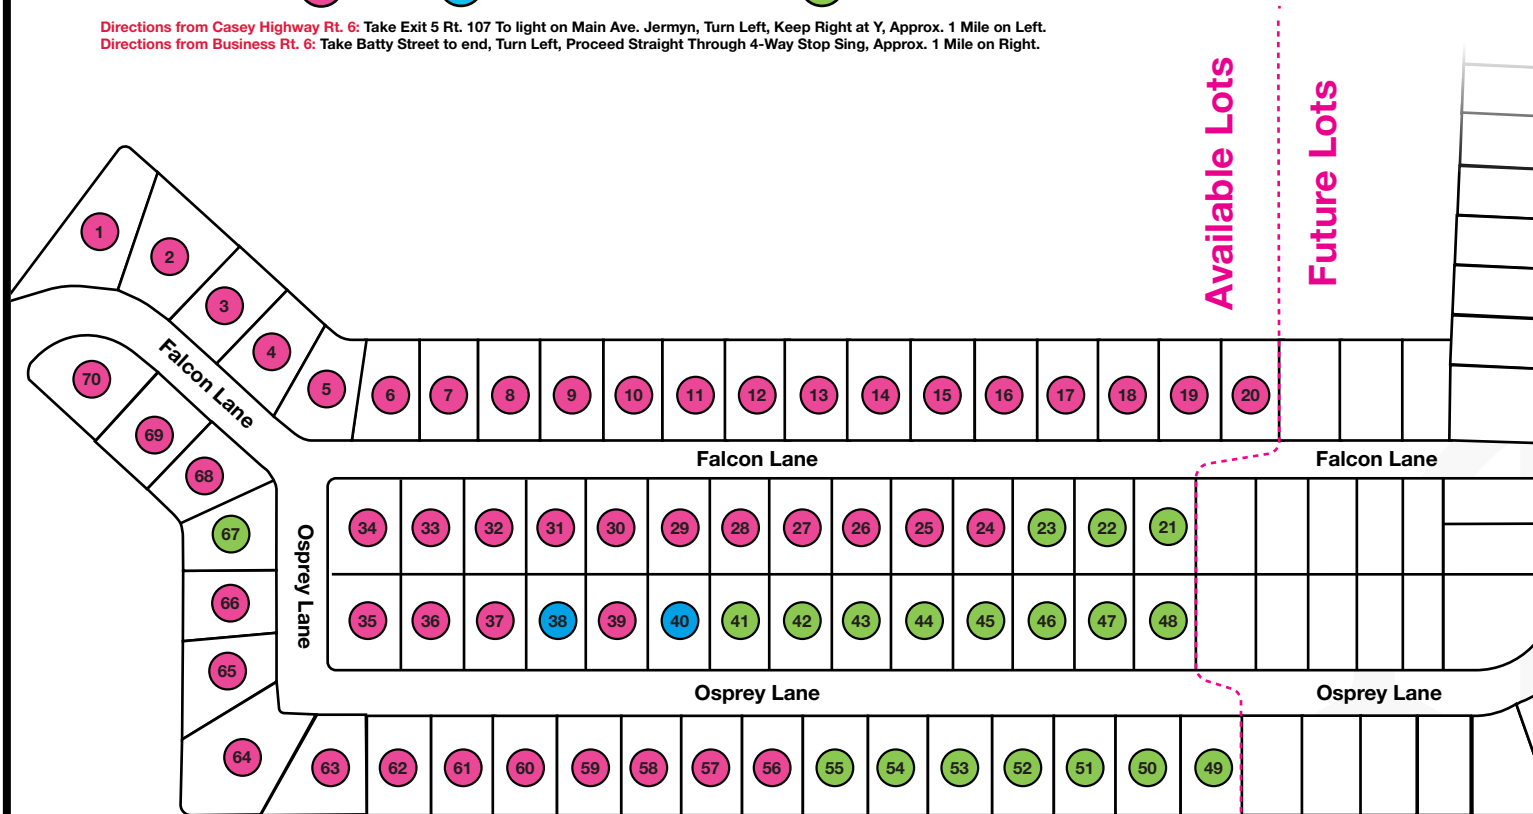 Directions from Casey Highway Rt. 6: Take Exit 5 Rt. 107 To light on Main Ave. Jermyn, Turn Left, Keep Right at Y, Approx. 1 Mile on Left.
Directions from Business Rt. 6: Take Batty Street to end, Turn Left, Proceed Straight Through 4-Way Stop Sing, Approx. 1 Mile on Right.
Available Lots
Future Lots
1
2
3
4
5
6 7 8 9 10 11 12 13 14 15 16 17 18 19 20
Falcon Lane
70
69
68
67
66
65
64
Falcon Lane
Falcon Lane
Osprey Lane
34 33 32 31 30 29 28 27 26 25 24 23 22 21
35 36 37 38 39 40 41 42 43 44 45 46 47 48
Osprey Lane
Osprey Lane
63 62 61 60 59 58 57 56 55 54 53 52 51 50 49